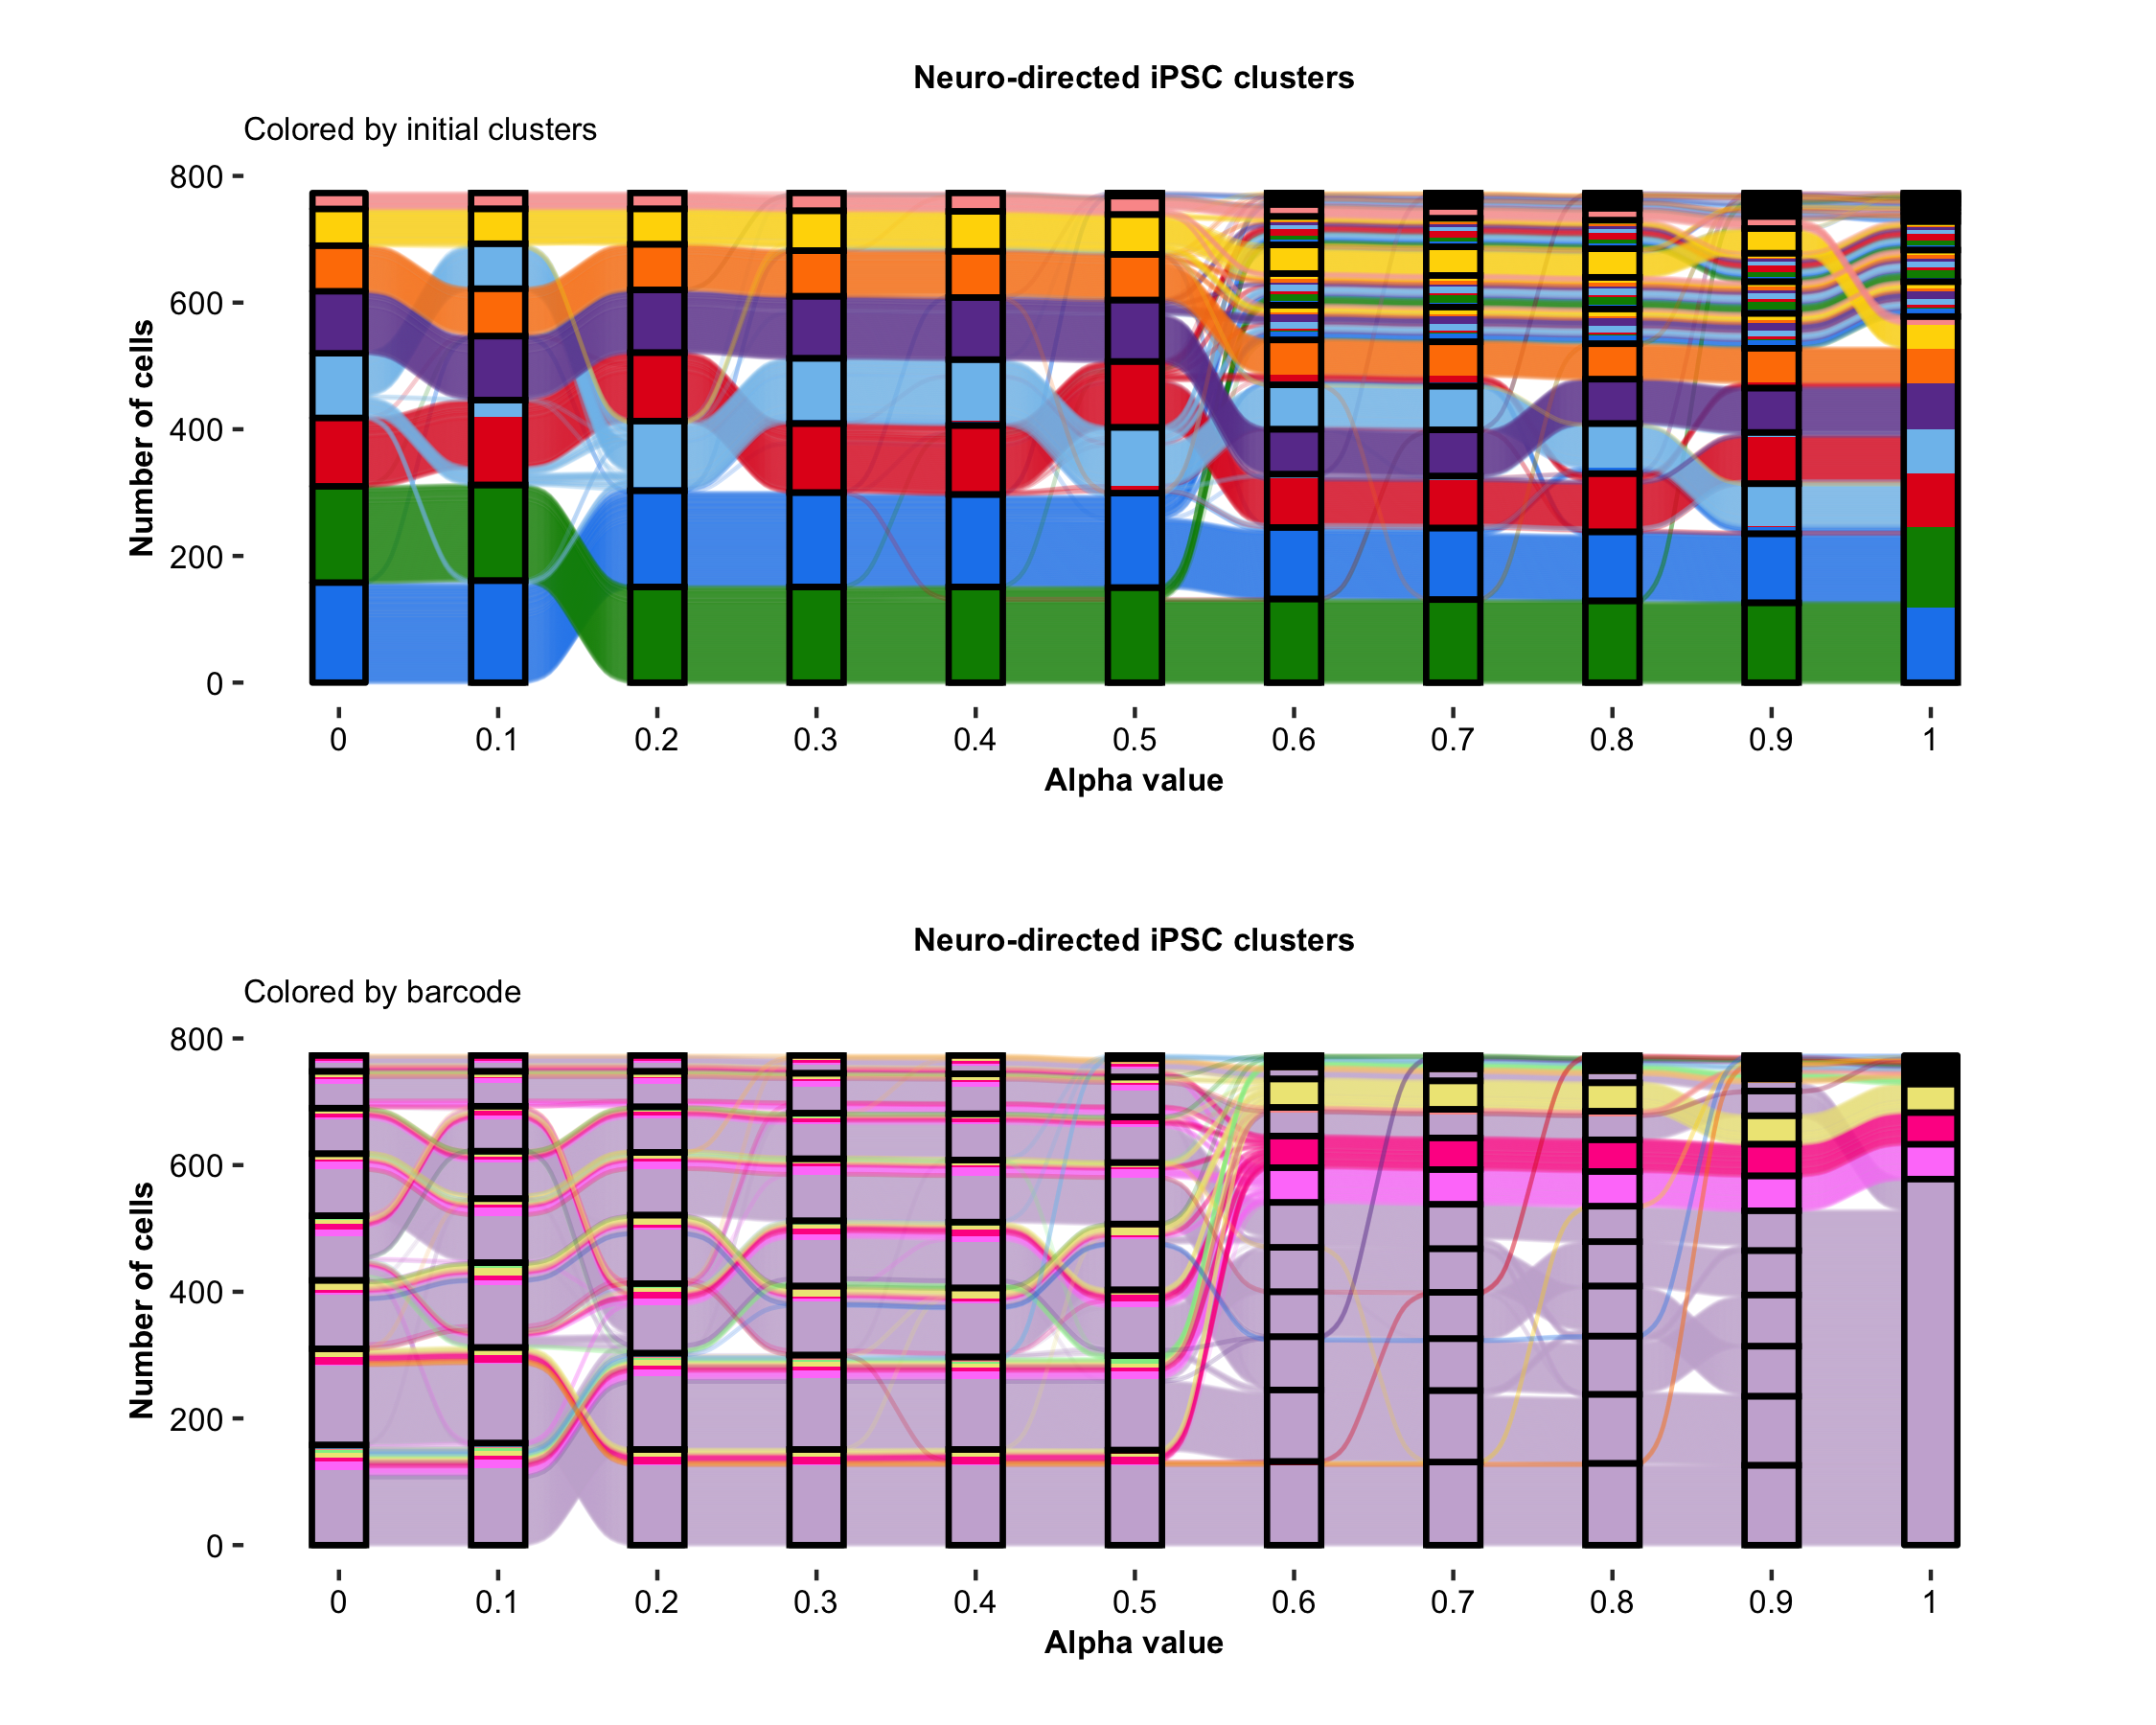 Neuro-directed iPSC clusters
Colored by initial clusters
800
600
400
200
0
Number of cells
0 0.1 0.2 0.3 0.4 0.5 0.6 0.7 0.8 0.9 1
Alpha value
Neuro-directed iPSC clusters
Colored by barcode
800
600
400
200
0
Number of cells
0 0.1 0.2 0.3 0.4 0.5 0.6 0.7 0.8 0.9 1
Alpha value